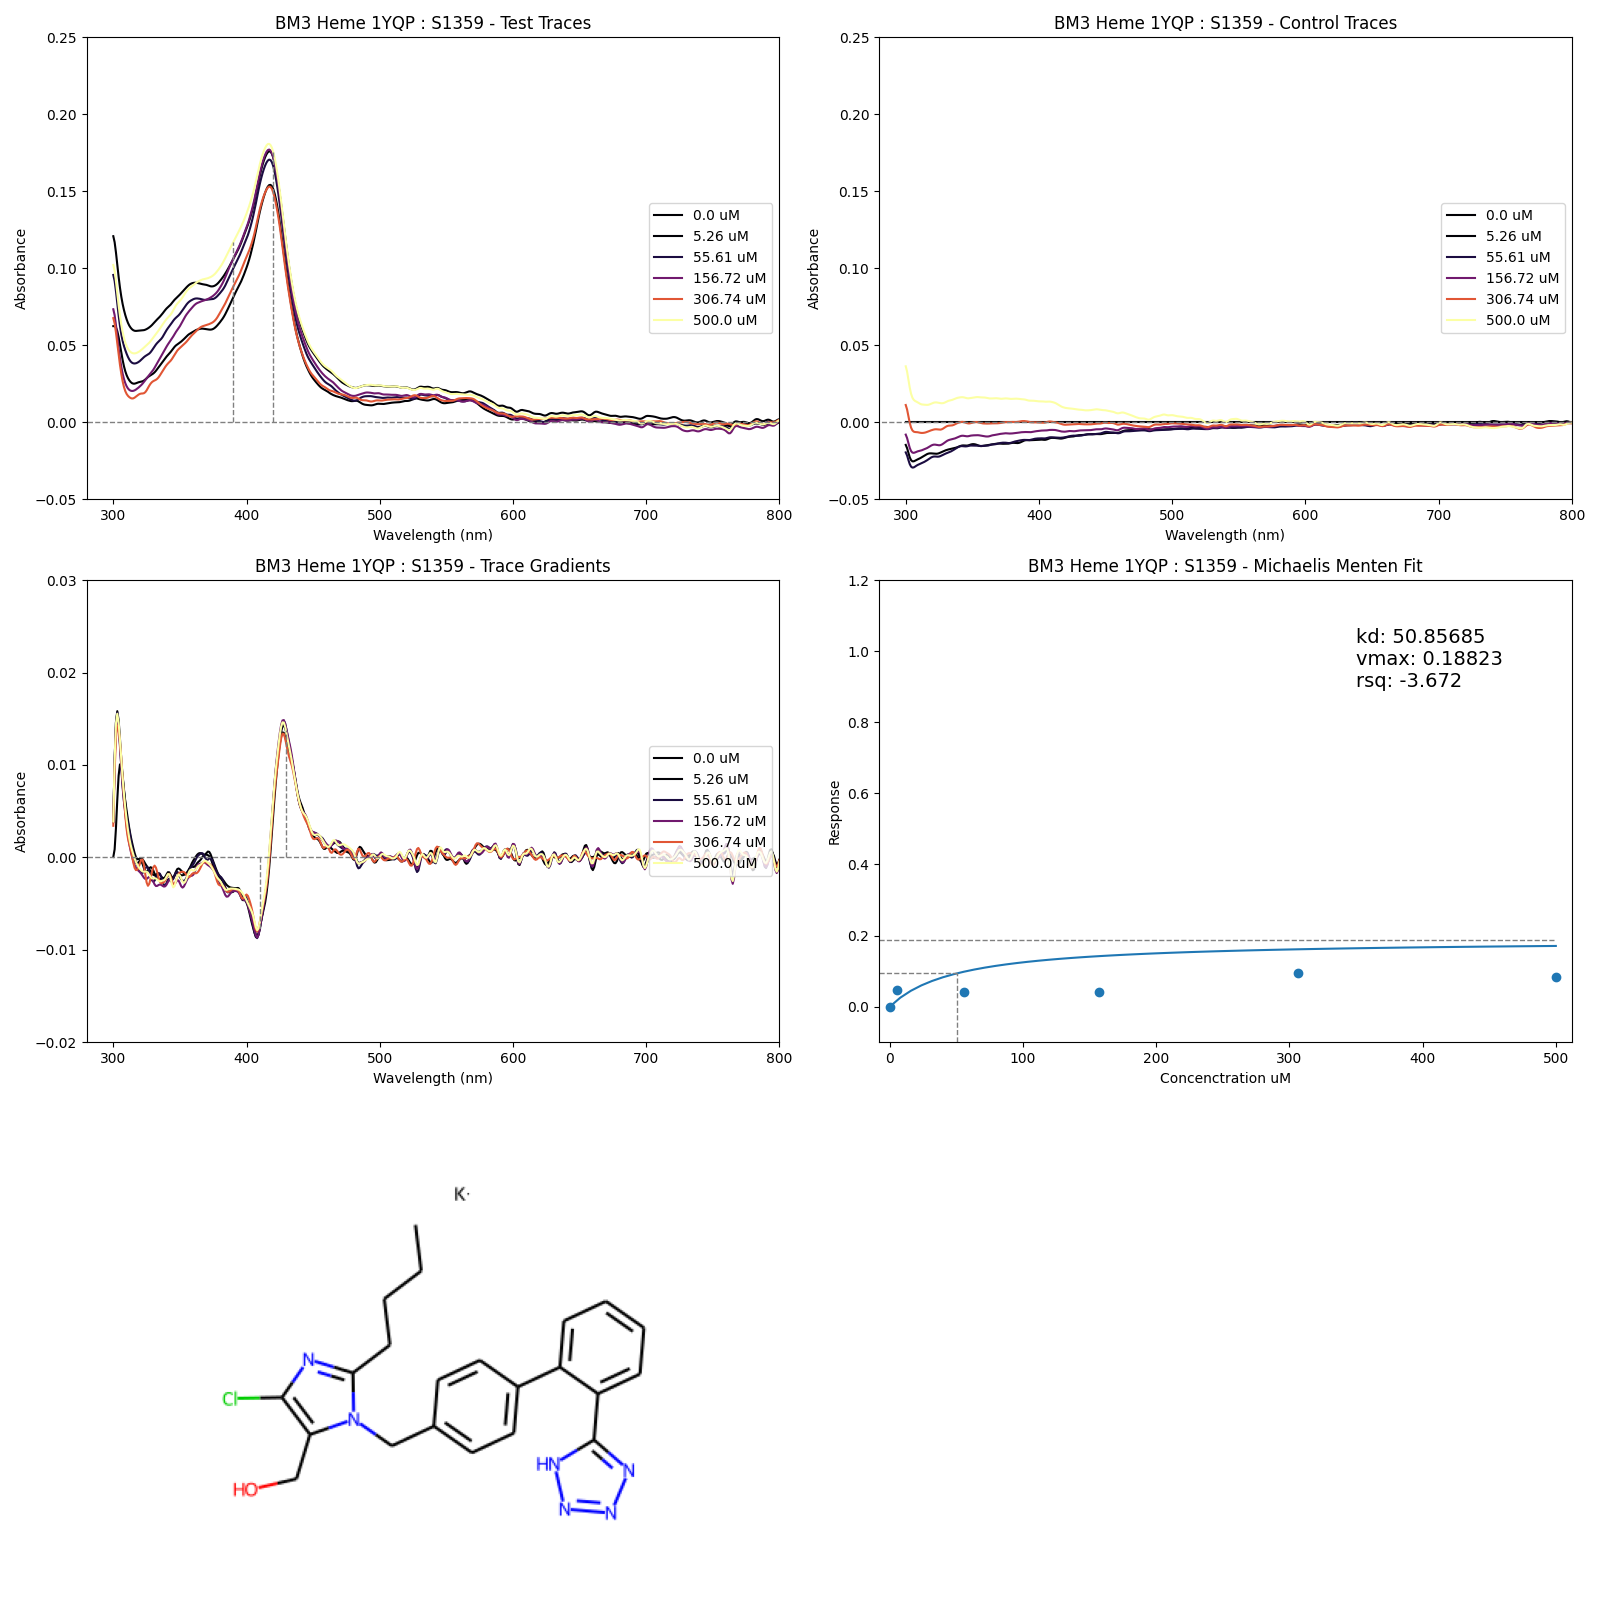 BM3 Heme 1YQP : S1359 - Test Traces
0.25
0.20
0.15
0.10
0.05
0.00
−0.05
Absorbance
0.0 uM
5.26 uM
55.61 uM
156.72 uM
306.74 uM
500.0 uM
300 400 500 600 700 800
Wavelength (nm)
BM3 Heme 1YQP : S1359 - Control Traces
0.25
0.20
0.15
0.10
0.05
0.00
−0.05
Absorbance
0.0 uM
5.26 uM
55.61 uM
156.72 uM
306.74 uM
500.0 uM
300 400 500 600 700 800
Wavelength (nm)
BM3 Heme 1YQP : S1359 - Trace Gradients
0.03
0.02
0.01
0.00
−0.01
−0.02
Absorbance
0.0 uM
5.26 uM
55.61 uM
156.72 uM
306.74 uM
500.0 uM
300 400 500 600 700 800
Wavelength (nm)
BM3 Heme 1YQP : S1359 - Michaelis Menten Fit
1.2
1.0
0.8
0.6
0.4
0.2
0.0
Response
kd: 50.85685
vmax: 0.18823
rsq: -3.672
0 100 200 300 400 500
Concenctration uM
K·
N
Cl
N
HO
HN
N
N
N